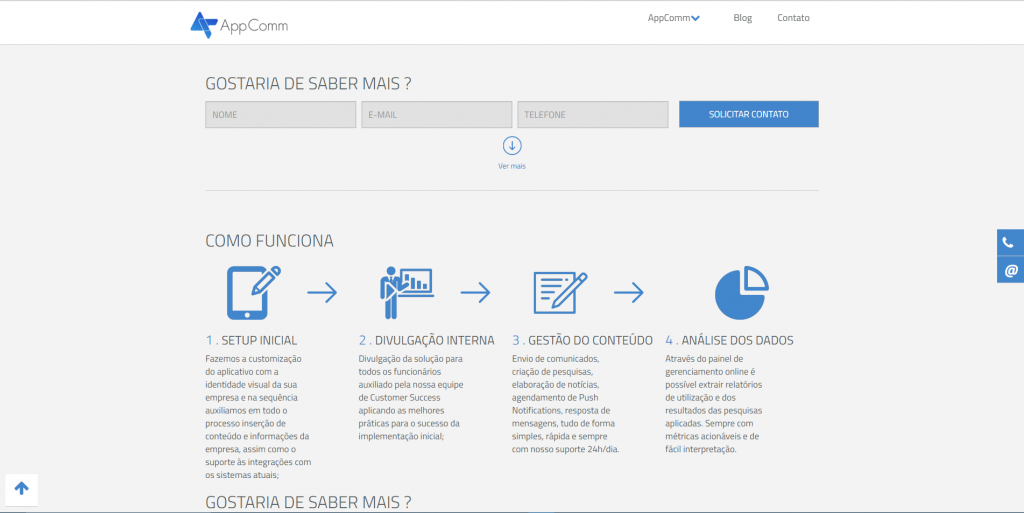 AppComm
AppComm
Blog
Contato
GOSTARIA DE SABER MAIS ?
NOME
E-MAIL
TELEFONE
SOLICITAR CONTATO
Ver mais
COMO FUNCIONA
1 . SETUP INICIAL
Fazemos a customização
do aplicativo com a
identidade visual da sua
empresa e na sequência
auxiliamos em todo o
processo inserção de
conteúdo e informações da
empresa, assim como o
suporte às integrações com
os sistemas atuais;
2 . DIVULGAÇÃO INTERNA
Divulgação da solução para
todos os funcionários
auxiliado pela nossa equipe
de Customer Success
aplicando as melhores
práticas para o sucesso da
implementação inicial;
3 . GESTÃO DO CONTEÚDO
Envio de comunicados,
criação de pesquisas,
elaboração de notícias,
agendamento de Push
Notifications, resposta de
mensagens, tudo de forma
simples, rápida e sempre
com nosso suporte 24h/dia.
4 . ANÁLISE DOS DADOS
Através do painel de
gerenciamento online é
possível extrair relatórios
de utilização e dos
resultados das pesquisas
aplicadas. Sempre com
métricas acionáveis e de
fácil interpretação.
GOSTARIA DE SABER MAIS ?